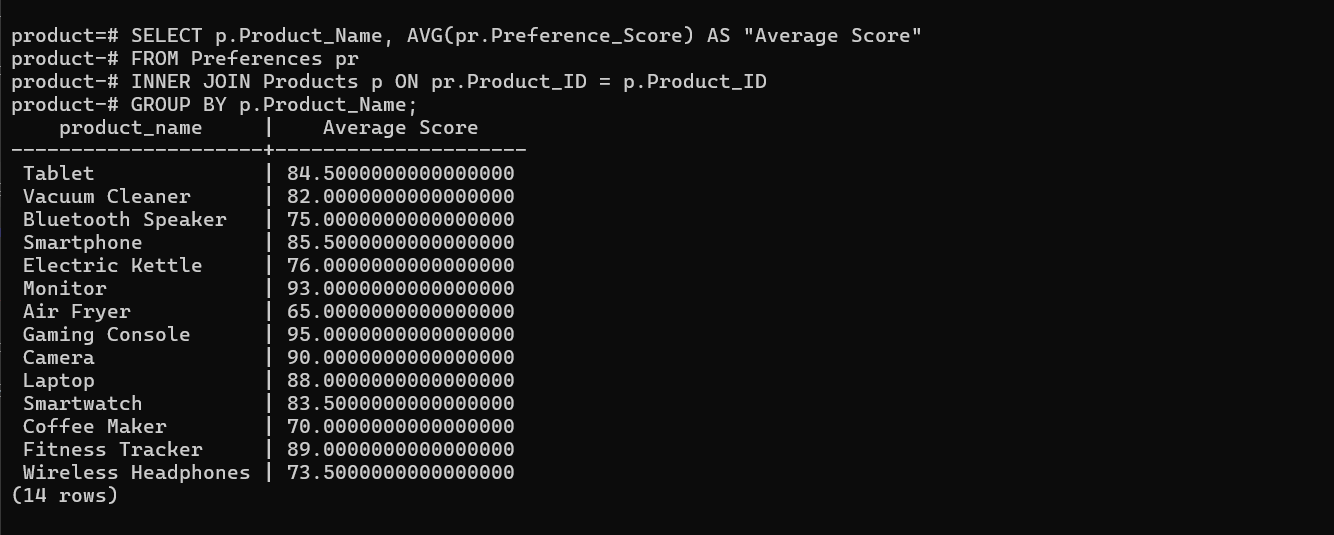 product=# SELECT p.Product_Name, AVG(pr.Preference_Score) AS "Average Score"
product-# FROM Preferences pr
product-# INNER JOIN Products p ON pr.Product_ID = p.Product_ID
product-# GROUP BY p.Product_Name;
    product_name     |    Average Score
---------------------+---------------------
 Tablet              | 84.5000000000000000
 Vacuum Cleaner      | 82.0000000000000000
 Bluetooth Speaker   | 75.0000000000000000
 Smartphone          | 85.5000000000000000
 Electric Kettle     | 76.0000000000000000
 Monitor             | 93.0000000000000000
 Air Fryer           | 65.0000000000000000
 Gaming Console      | 95.0000000000000000
 Camera              | 90.0000000000000000
 Laptop              | 88.0000000000000000
 Smartwatch          | 83.5000000000000000
 Coffee Maker        | 70.0000000000000000
 Fitness Tracker     | 89.0000000000000000
 Wireless Headphones | 73.5000000000000000
(14 rows)